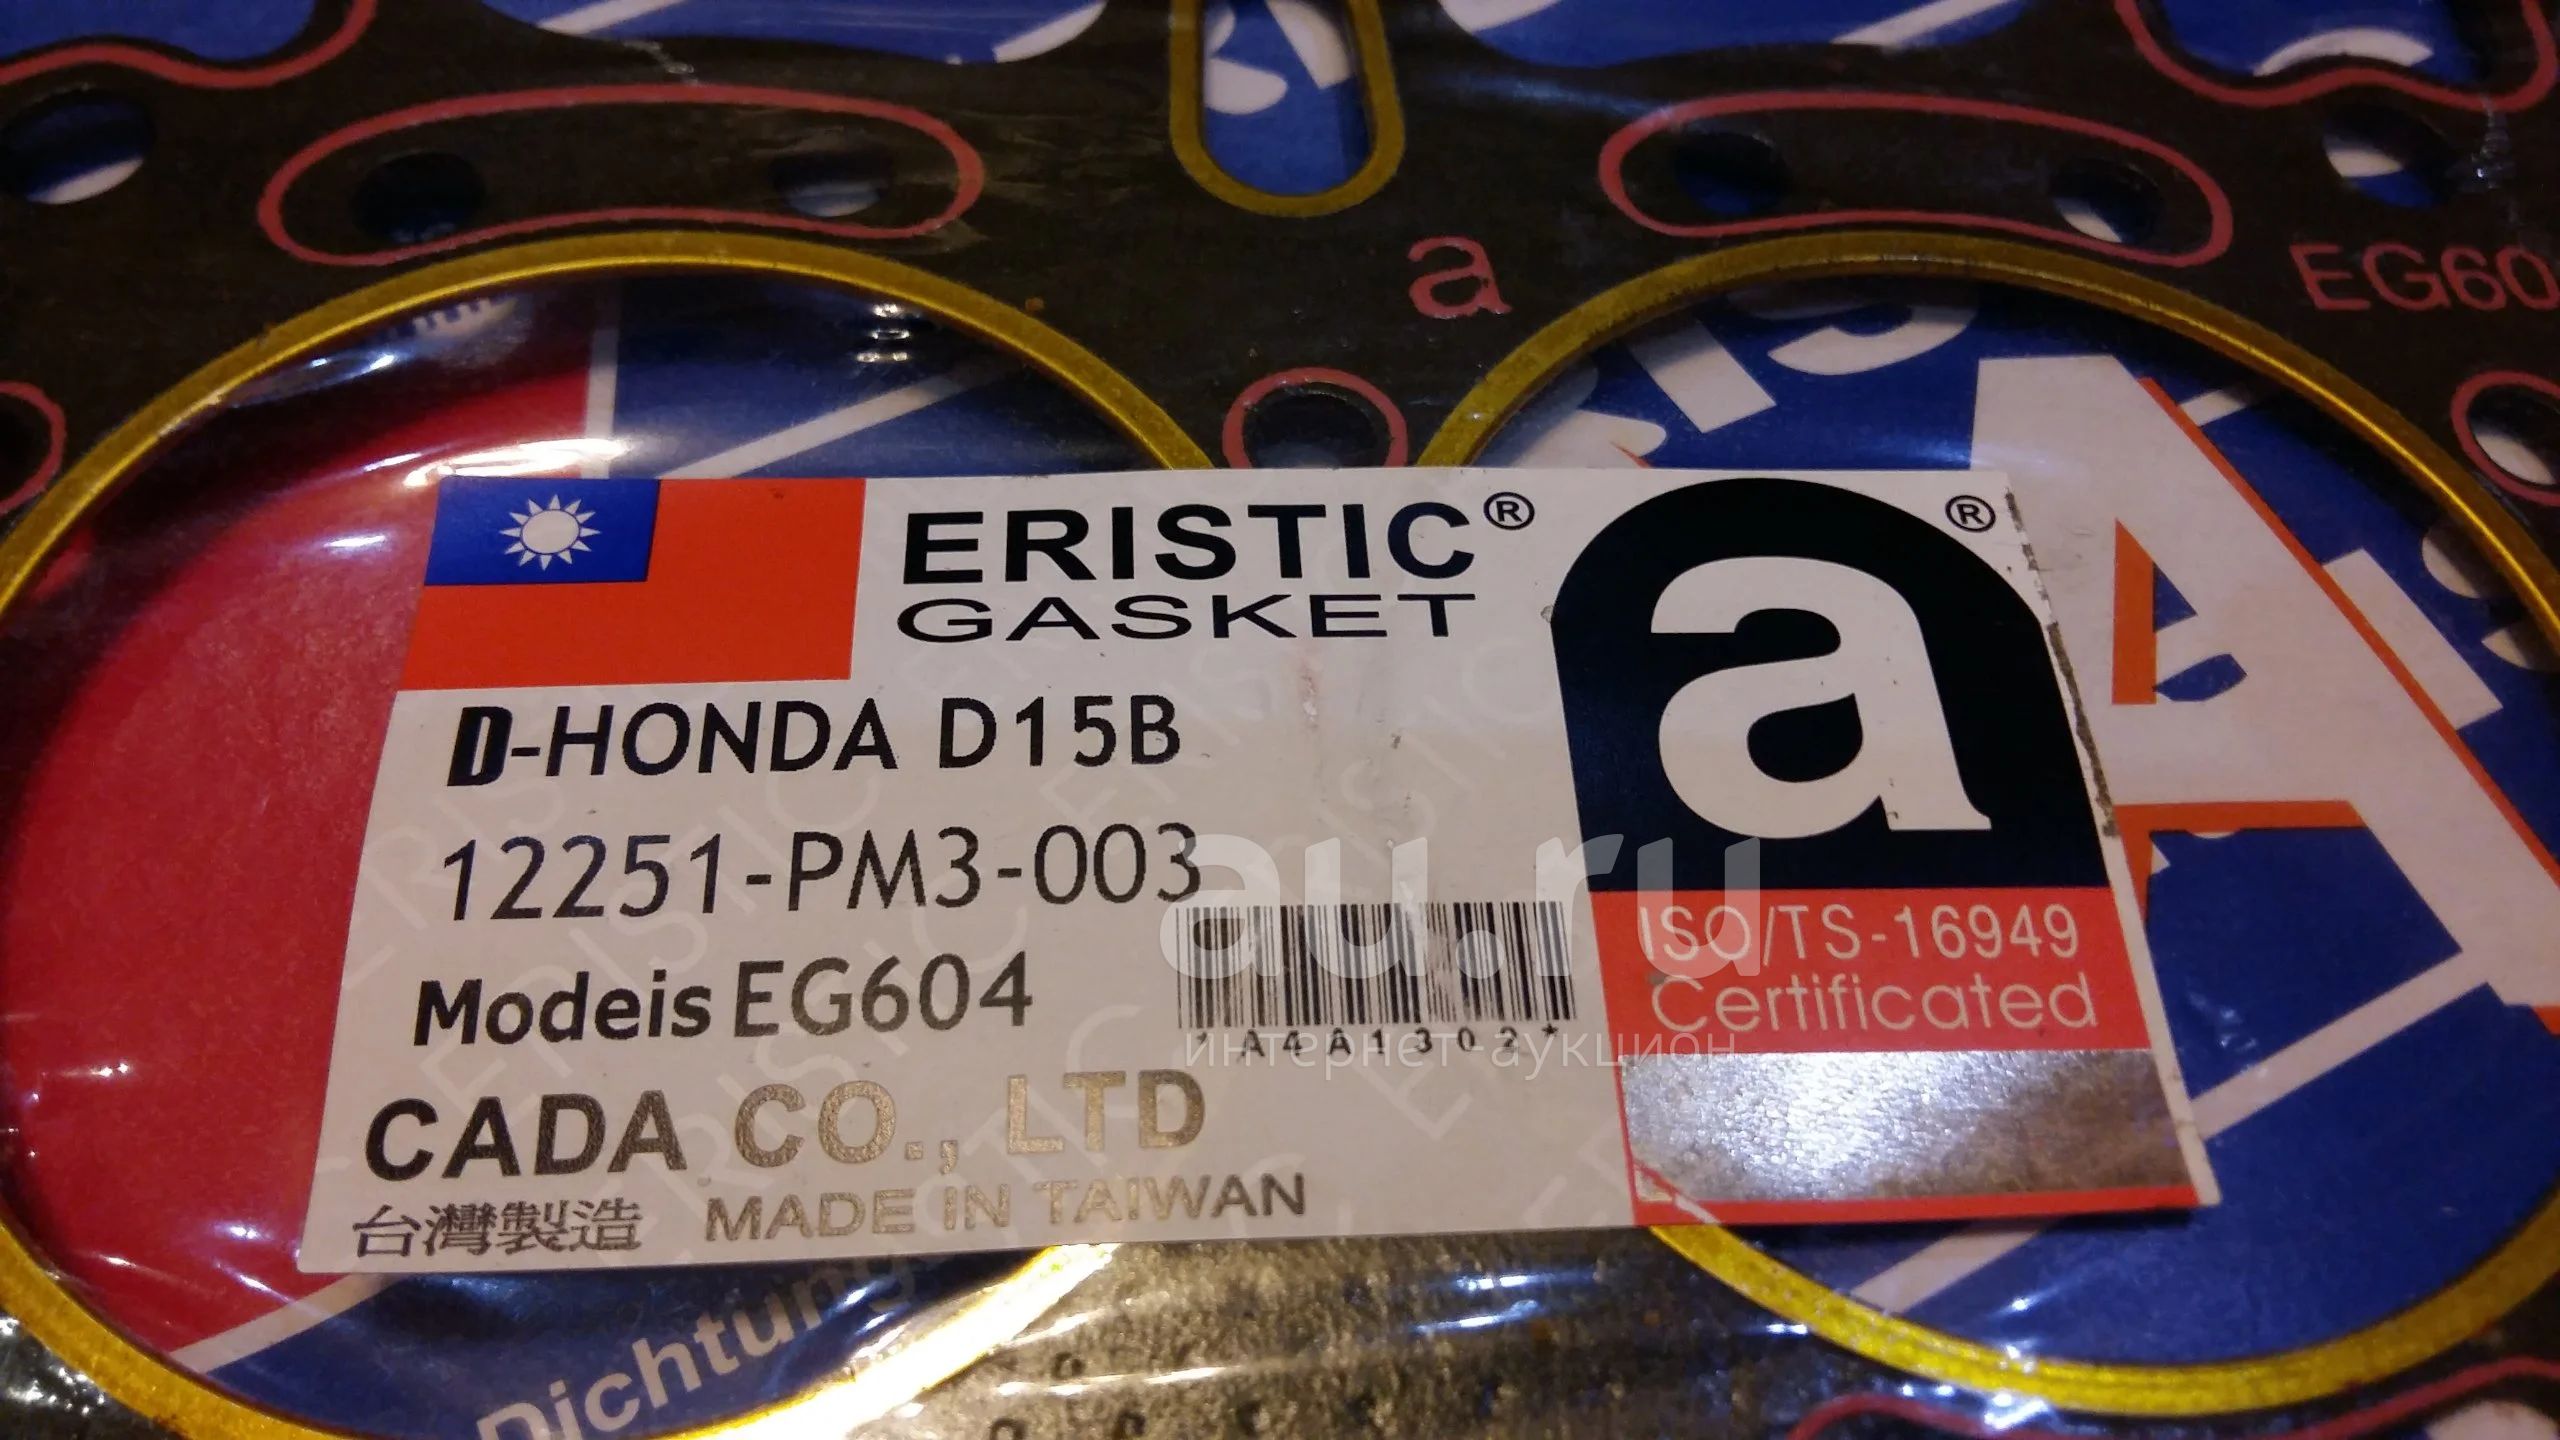 a
EG60
ERISTIC®
GASKET
a ®
D-HONDA D15B
12251-PM3-003
Modeis EG604
*A4A1302*
CADA CO., LTD
台灣製造 MADE IN TAIWAN
ISO/TS-16949
Certificated
au.ru
интернет-аукцион
Dichtung